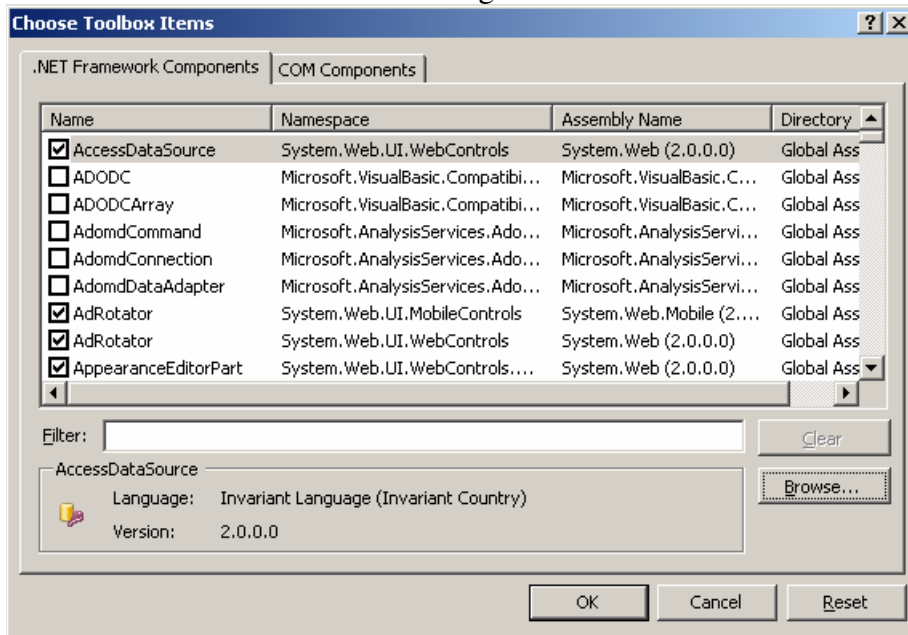 Choose Toolbox Items
.NET Framework Components COM Components
Name Namespace Assembly Name Directory
AccessDataSource System.Web.UI.WebControls System.Web (2.0.0.0) Global Ass
ADODC Microsoft.VisualBasic.Compatibi... Microsoft.VisualBasic.C... Global Ass
ADODCArray Microsoft.VisualBasic.Compatibi... Microsoft.VisualBasic.C... Global Ass
AdomdCommand Microsoft.AnalysisServices.Ado... Microsoft.AnalysisServi... Global Ass
AdomdConnection Microsoft.AnalysisServices.Ado... Microsoft.AnalysisServi... Global Ass
AdomdDataAdapter Microsoft.AnalysisServices.Ado... Microsoft.AnalysisServi... Global Ass
AdRotator System.Web.UI.MobileControls System.Web.Mobile (2.... Global Ass
AdRotator System.Web.UI.WebControls System.Web (2.0.0.0) Global Ass
AppearanceEditorPart System.Web.UI.WebControls.... System.Web (2.0.0.0) Global Ass
Filter: Clear
AccessDataSource
Browse...
Language: Invariant Language (Invariant Country)
Version: 2.0.0.0
OK Cancel Reset